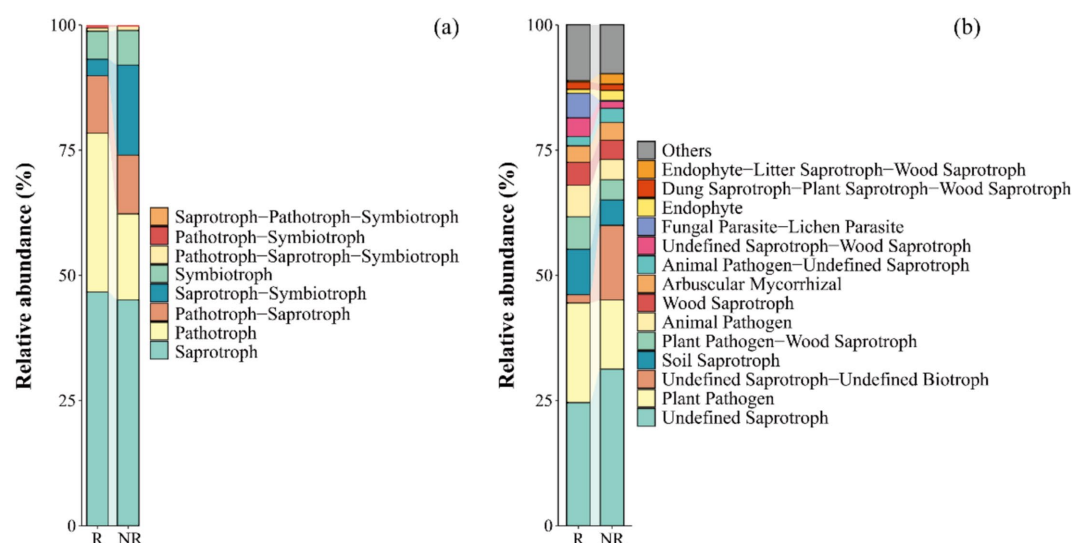 (a)
Relative abundance (%)
100
75
50
25
0
R NR
Saprotroph−Pathotroph−Symbiotroph
Pathotroph−Symbiotroph
Pathotroph−Saprotroph−Symbiotroph
Symbiotroph
Saprotroph−Symbiotroph
Pathotroph−Saprotroph
Pathotroph
Saprotroph
(b)
Relative abundance (%)
100
75
50
25
0
R NR
Others
Endophyte−Litter Saprotroph−Wood Saprotroph
Dung Saprotroph−Plant Saprotroph−Wood Saprotroph
Endophyte
Fungal Parasite−Lichen Parasite
Undefined Saprotroph−Wood Saprotroph
Animal Pathogen−Undefined Saprotroph
Arbuscular Mycorrhizal
Wood Saprotroph
Animal Pathogen
Plant Pathogen−Wood Saprotroph
Soil Saprotroph
Undefined Saprotroph−Undefined Biotroph
Plant Pathogen
Undefined Saprotroph